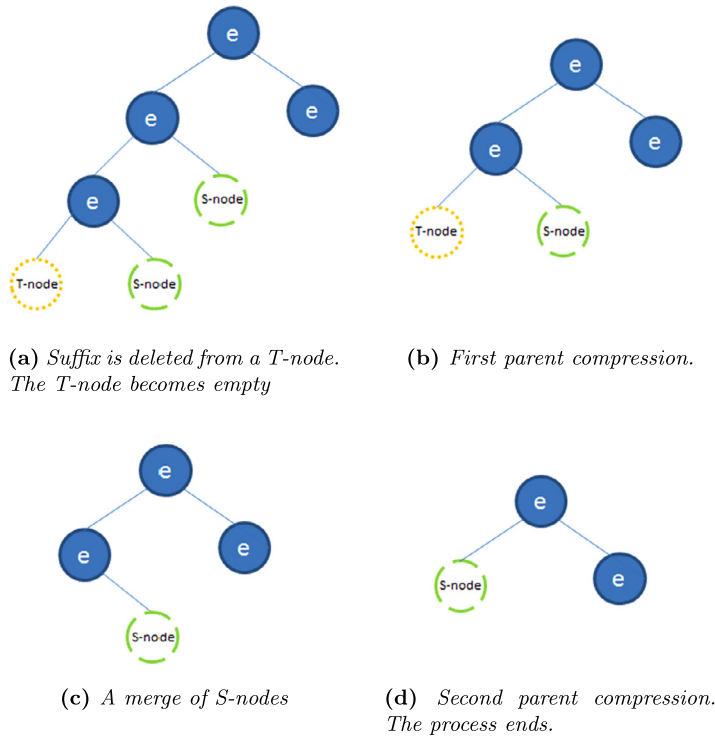 e
e
e
e
S-node
e
T-node
S-node
(a) Suffix is deleted from a T-node.
The T-node becomes empty
e
e
e
T-node
S-node
(b) First parent compression.
e
e
e
S-node
(c) A merge of S-nodes
e
S-node
e
(d) Second parent compression.
The process ends.